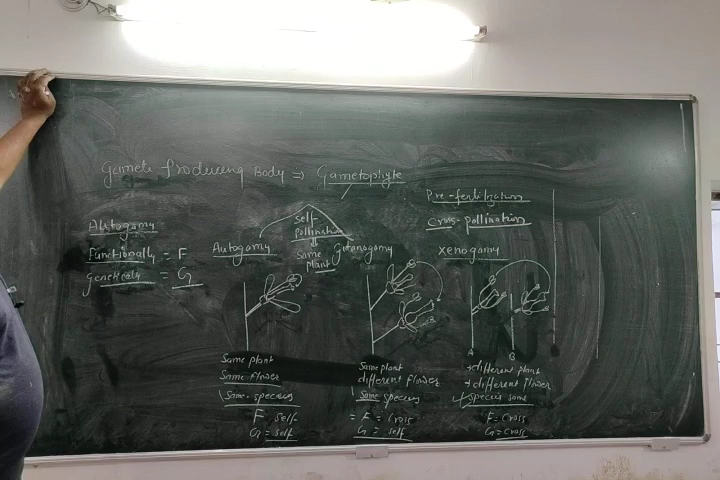 Gamete Producing Body ⇒ Gametophyte
Pre-fertilization
Cross-pollination
Autogamy
Functionally = F
Genetically = G
Self-
Pollination
Same
plant
Autogamy
Geitonogamy
Xenogamy
A
B
Same plant
Same flower
Same species
F = Self
G = Self
Same plant
different flower
Same species
= F = Cross
G = Self
different plant
different flower
Species same
F = Cross
G = Cross